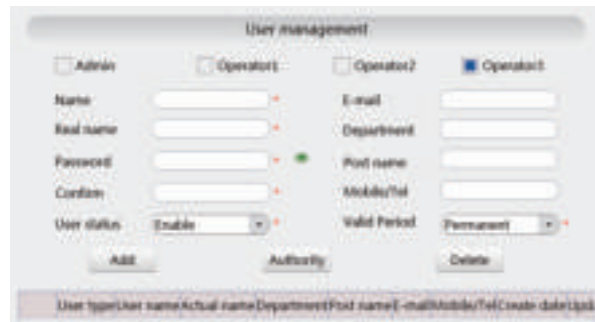 User management
Admin Operator1 Operator2 Operator3
Name * E-mail
Real name * Department
Password * Post name
Confirm * Mobile/Tel
User status Enable * Valid Period Permanent *
Add Authority Delete
User type User name Actual name Department Post name E-mail Mobile/Tel Create date Upda